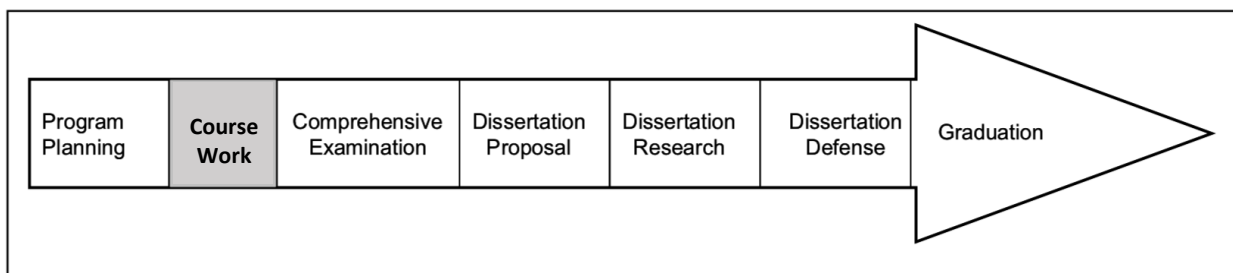 Program
Planning
Course
Work
Comprehensive
Examination
Dissertation
Proposal
Dissertation
Research
Dissertation
Defense
Graduation